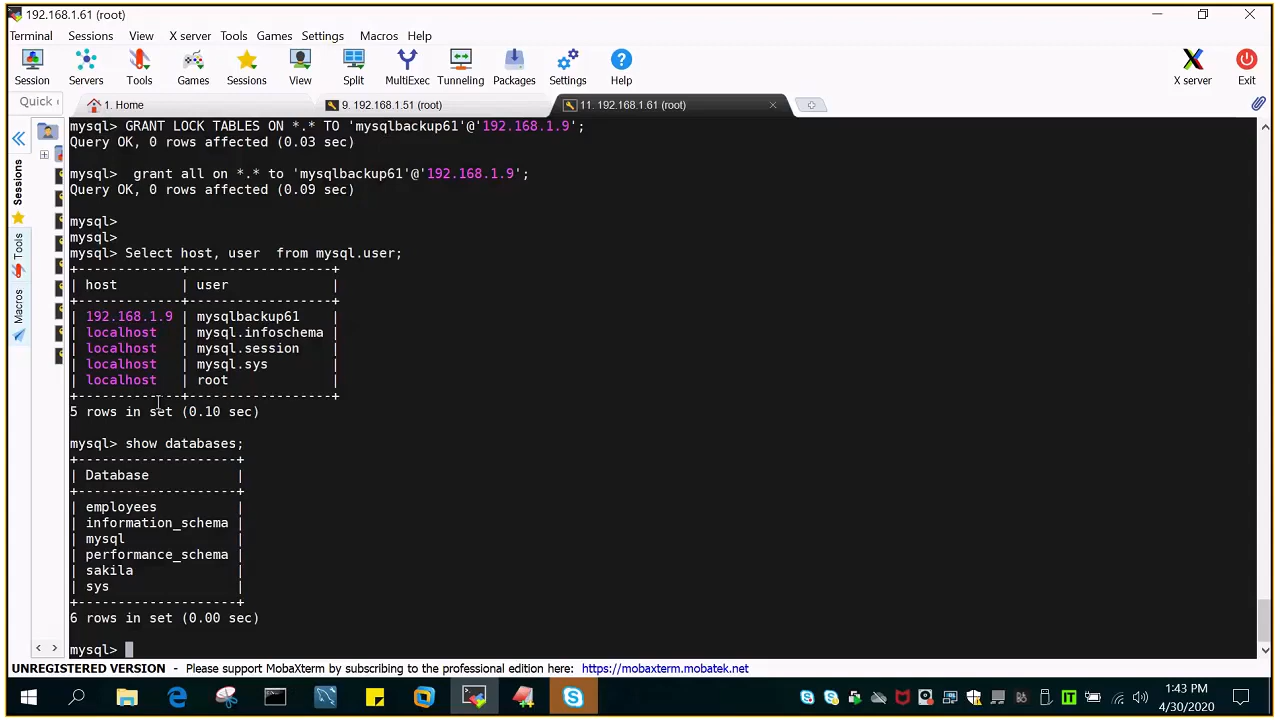 192.168.1.61 (root)
Terminal Sessions View X server Tools Games Settings Macros Help
Session Servers Tools Games Sessions View Split MultiExec Tunneling Packages Settings Help X server Exit
Quick
1. Home
9. 192.168.1.51 (root)
11. 192.168.1.61 (root)
Sessions
Tools
Macros
mysql> GRANT LOCK TABLES ON *.* TO 'mysqlbackup61'@'192.168.1.9';
Query OK, 0 rows affected (0.03 sec)
mysql>  grant all on *.* to 'mysqlbackup61'@'192.168.1.9';
Query OK, 0 rows affected (0.09 sec)
mysql>
mysql>
mysql> Select host, user  from mysql.user;
+-------------+------------------+
| host        | user             |
+-------------+------------------+
| 192.168.1.9 | mysqlbackup61    |
| localhost   | mysql.infoschema |
| localhost   | mysql.session    |
| localhost   | mysql.sys        |
| localhost   | root             |
+-------------+------------------+
5 rows in set (0.10 sec)
mysql> show databases;
+--------------------+
| Database           |
+--------------------+
| employees          |
| information_schema |
| mysql              |
| performance_schema |
| sakila             |
| sys                |
+--------------------+
6 rows in set (0.00 sec)
mysql>
UNREGISTERED VERSION - Please support MobaXterm by subscribing to the professional edition here: https://mobaxterm.mobatek.net
1:43 PM
4/30/2020